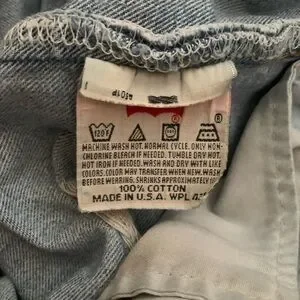 120F
MACHINE WASH HOT. NORMAL CYCLE. ONLY NON-
CHLORINE BLEACH IF NEEDED. TUMBLE DRY HOT.
HOT IRON IF NEEDED. WASH AND DRY WITH LIKE
COLORS. COLOR MAY TRANSFER WHEN NEW. WASH
BEFORE WEARING. SHRINKS APPROXIMATELY
100% COTTON
MADE IN U.S.A. WPL